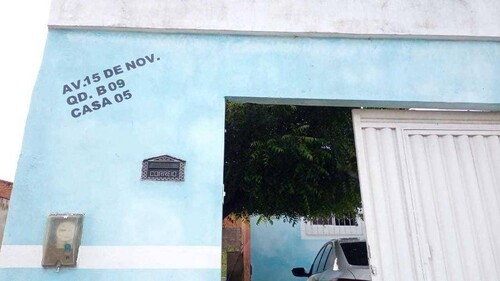 AV.15 DE NOV.
QD. B 09
CASA 05
CORREIO